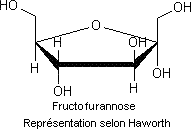 HO OH
O
H H OH
H OH
OH H
Fructofurannose
Représentation selon Haworth